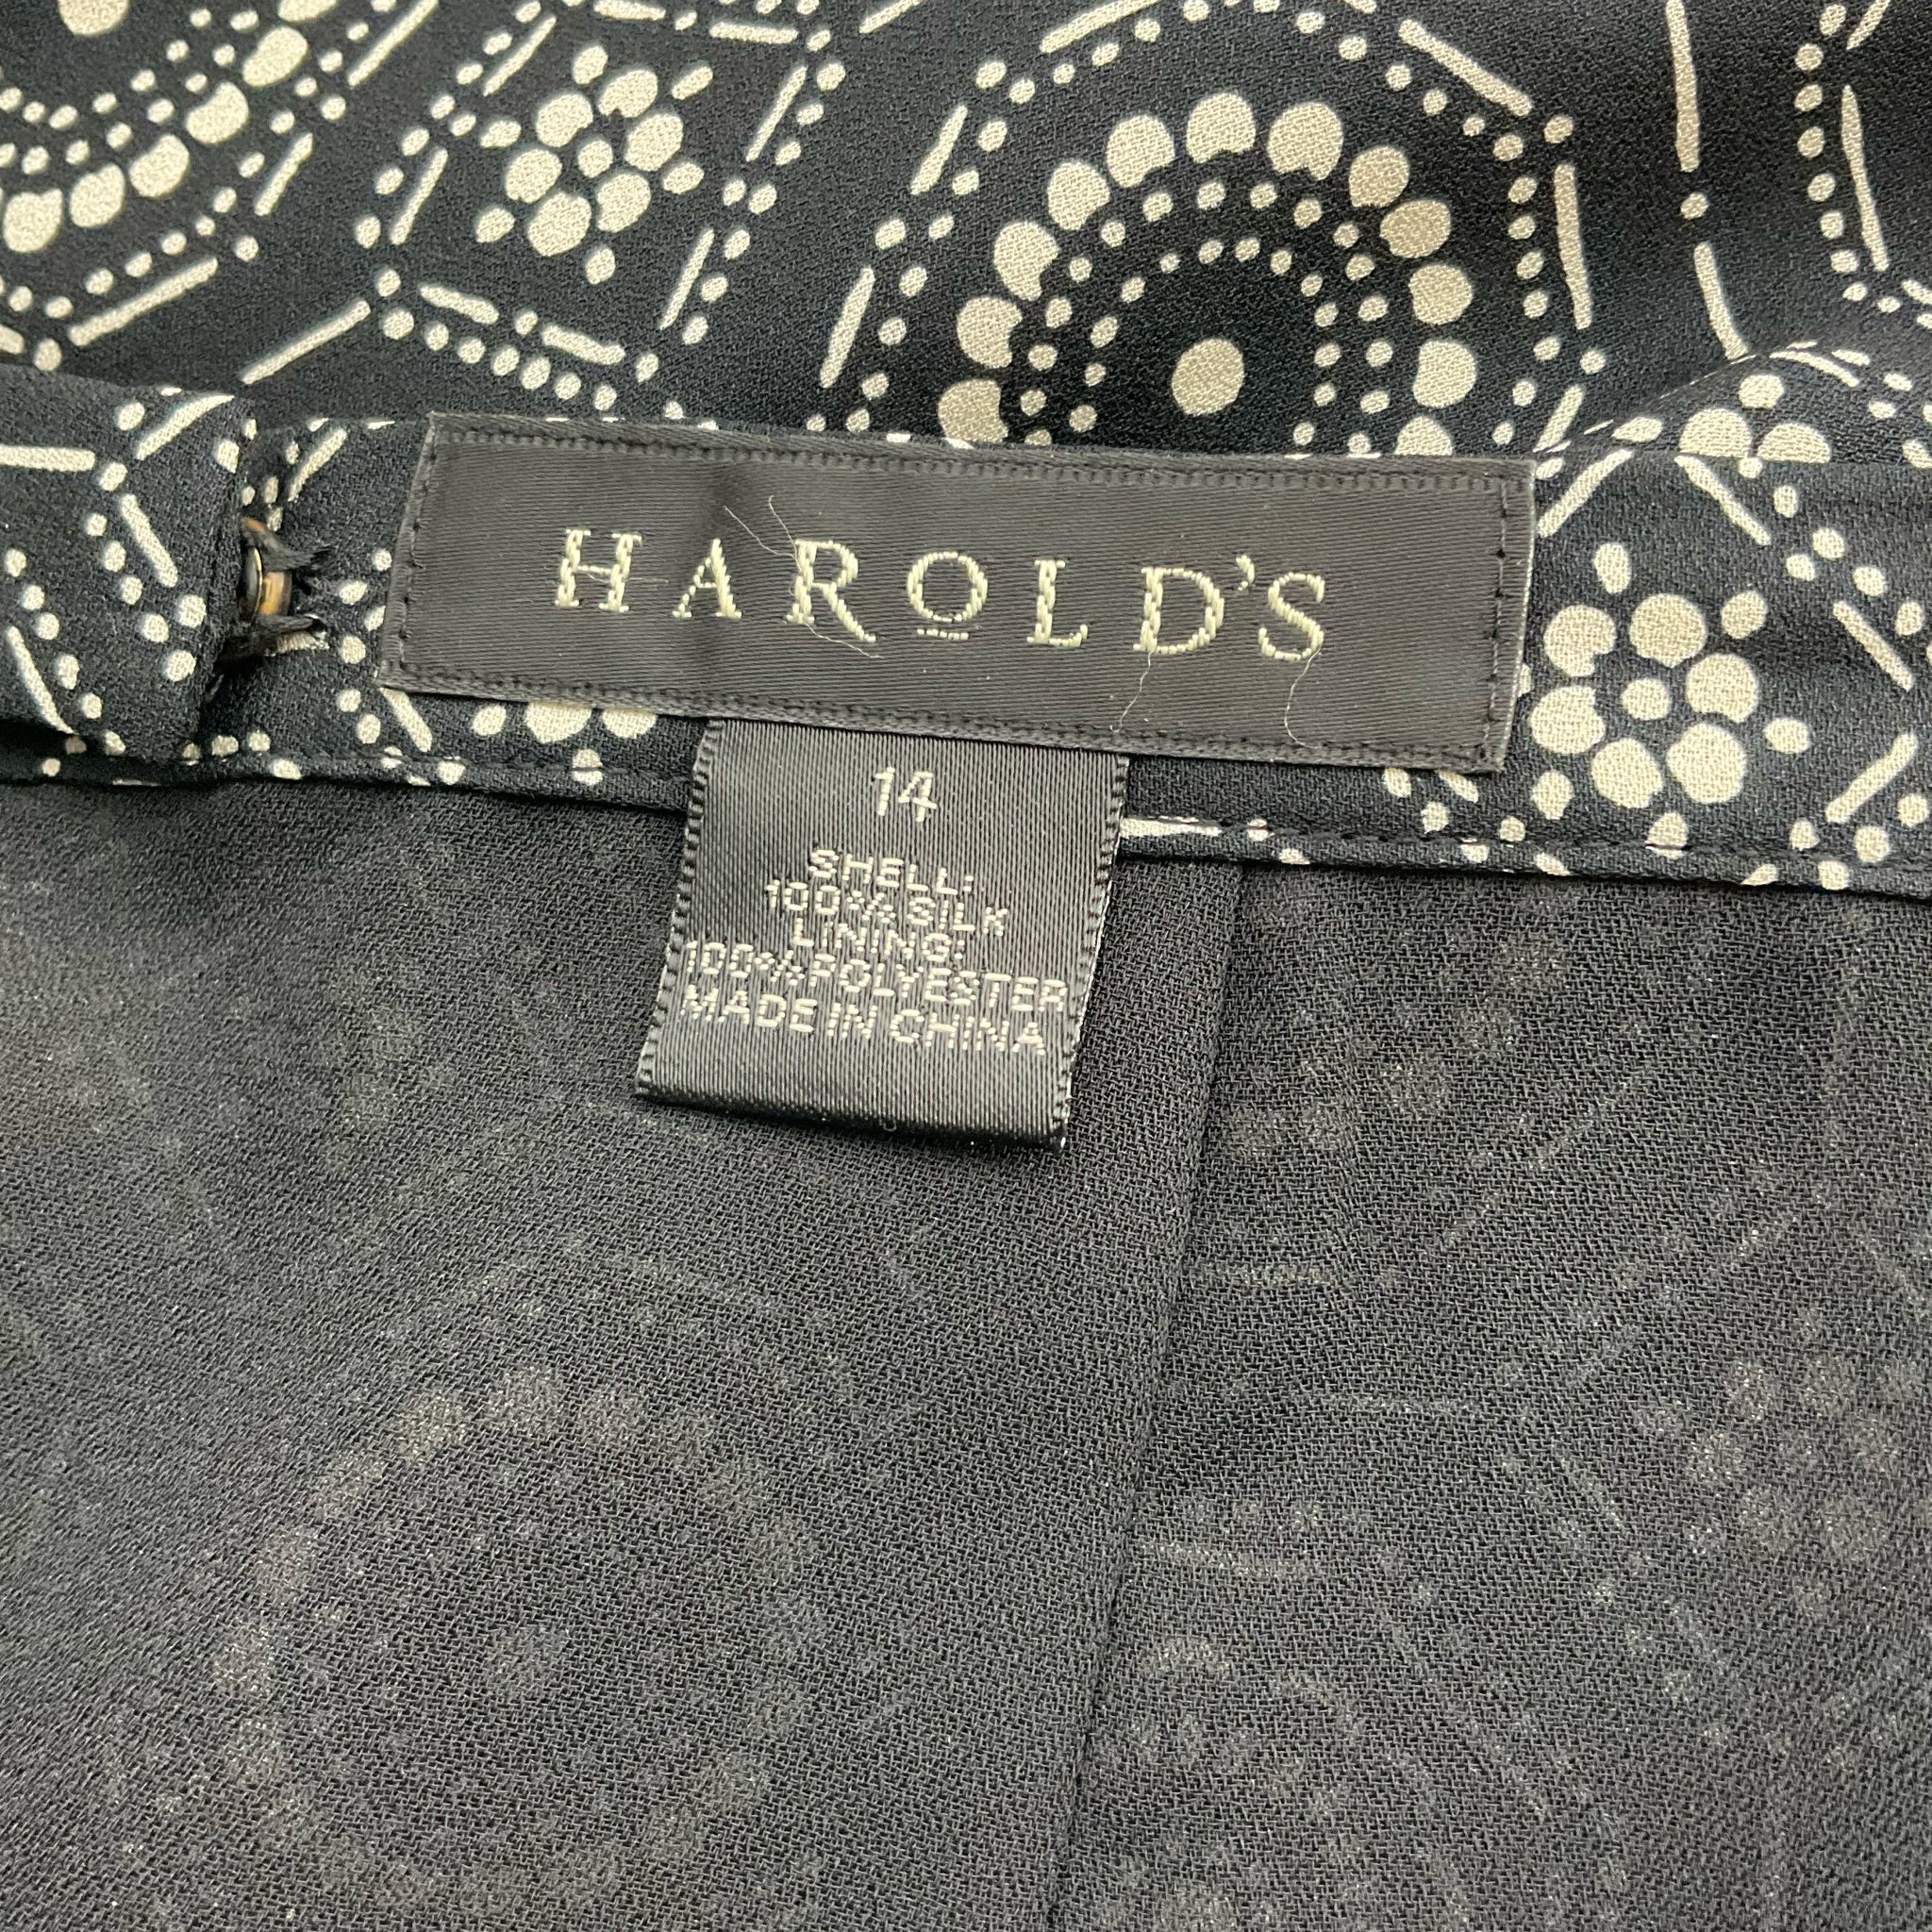 HAROLD'S
14
SHELL:
100% SILK
LINING:
100% POLYESTER
MADE IN CHINA